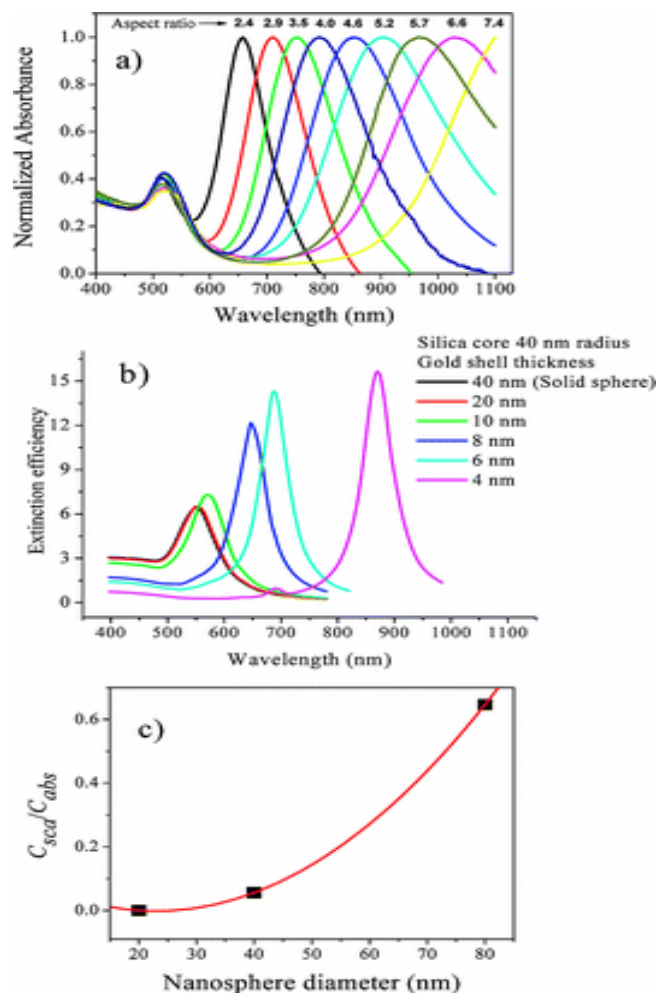 Aspect ratio → 2.4 2.9 3.5 4.0 4.6 5.2 5.7 6.6 7.4
a)
Normalized Absorbance
1.0
0.8
0.6
0.4
0.2
0.0
400 500 600 700 800 900 1000 1100
Wavelength (nm)
b)
Silica core 40 nm radius
Gold shell thickness
40 nm (Solid sphere)
20 nm
10 nm
8 nm
6 nm
4 nm
Extinction efficiency
15
12
9
6
3
0
400 500 600 700 800 900 1000 1100
Wavelength (nm)
c)
Csca/Cabs
0.6
0.4
0.2
0.0
20 30 40 50 60 70 80
Nanosphere diameter (nm)